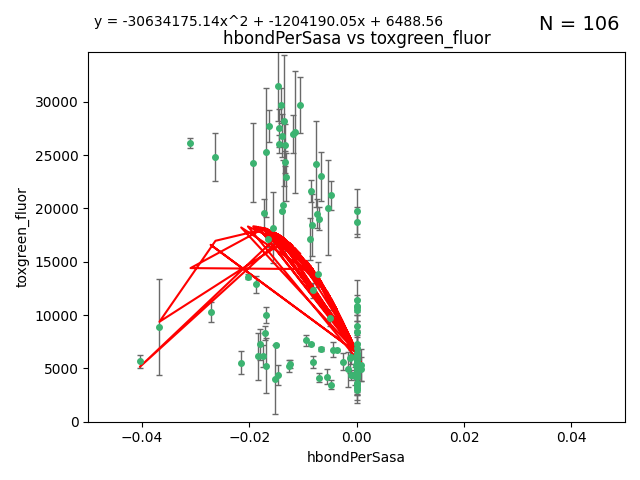 y = -30634175.14x^2 + -1204190.05x + 6488.56
N = 106
hbondPerSasa vs toxgreen_fluor
30000
25000
20000
15000
10000
5000
0
toxgreen_fluor
−0.04
−0.02
0.00
0.02
0.04
hbondPerSasa